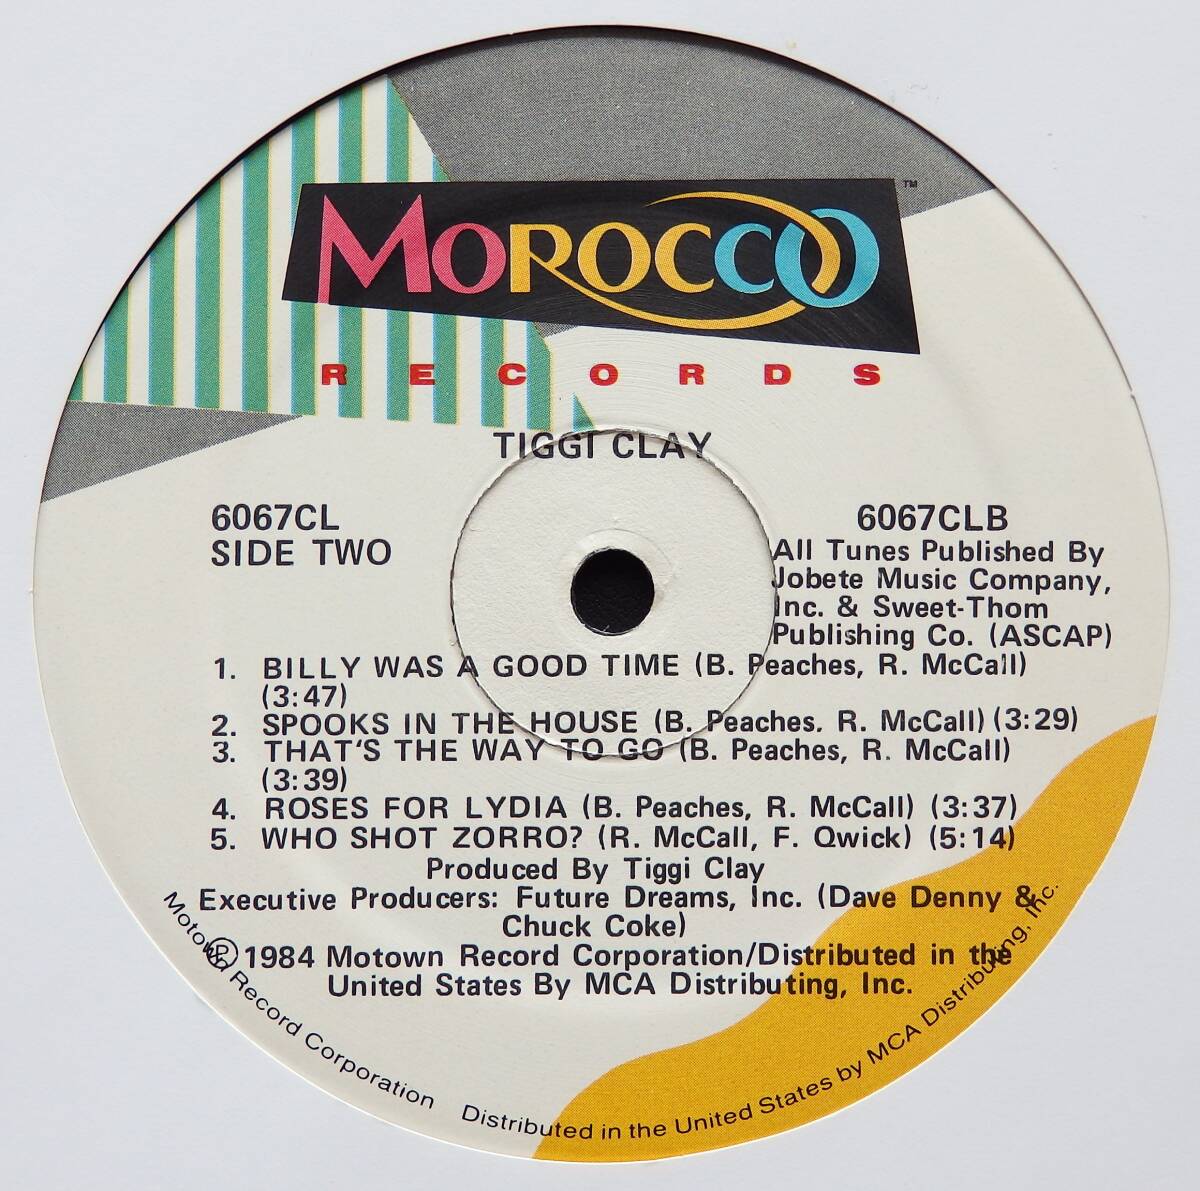 MOROCCO™
RECORDS
TIGGI CLAY
6067CL
SIDE TWO
6067CLB
All Tunes Published By
Jobete Music Company,
Inc. & Sweet-Thom
Publishing Co. (ASCAP)
1. BILLY WAS A GOOD TIME (B. Peaches, R. McCall)
(3:47)
2. SPOOKS IN THE HOUSE (B. Peaches. R. McCall) (3:29)
3. THAT'S THE WAY TO GO (B. Peaches, R. McCall)
(3:39)
4. ROSES FOR LYDIA (B. Peaches, R. McCall) (3:37)
5. WHO SHOT ZORRO? (R. McCall, F. Qwick) (5:14)
Produced By Tiggi Clay
Executive Producers: Future Dreams, Inc. (Dave Denny &
Chuck Coke)
℗ 1984 Motown Record Corporation/Distributed in the
United States By MCA Distributing, Inc.
Motown Record Corporation Distributed in the United States by MCA Distributing, Inc.